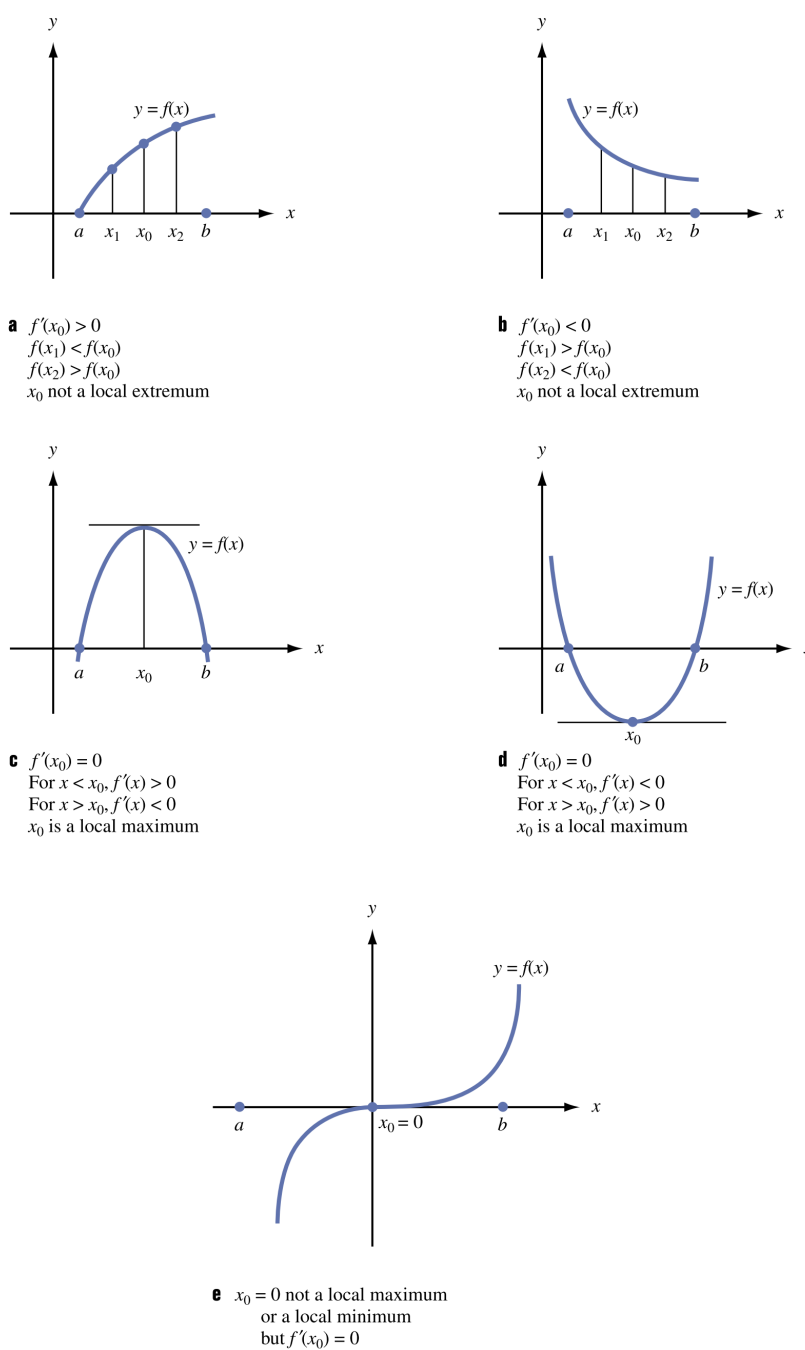 y
y = f(x)
x
a x₁ x₀ x₂ b
a f′(x₀) > 0
f(x₁) < f(x₀)
f(x₂) > f(x₀)
x₀ not a local extremum
y
y = f(x)
x
a x₁ x₀ x₂ b
b f′(x₀) < 0
f(x₁) > f(x₀)
f(x₂) < f(x₀)
x₀ not a local extremum
y
y = f(x)
x
a x₀ b
c f′(x₀) = 0
For x < x₀, f′(x) > 0
For x > x₀, f′(x) < 0
x₀ is a local maximum
y
y = f(x)
a b
x₀
d f′(x₀) = 0
For x < x₀, f′(x) < 0
For x > x₀, f′(x) > 0
x₀ is a local maximum
y
y = f(x)
x
a x₀ = 0 b
e x₀ = 0 not a local maximum
or a local minimum
but f′(x₀) = 0